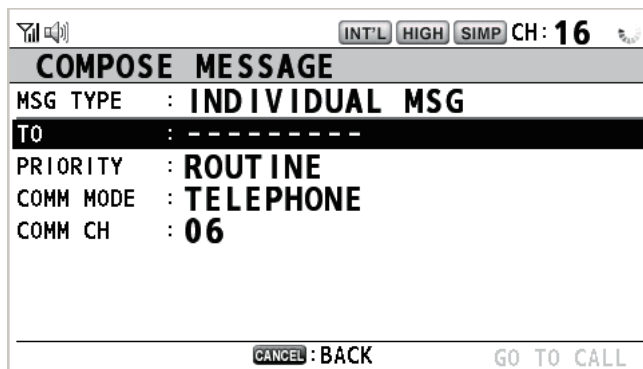 INT'L HIGH SIMP CH: 16
COMPOSE MESSAGE
MSG TYPE : INDIVIDUAL MSG
TO : ---------
PRIORITY : ROUTINE
COMM MODE : TELEPHONE
COMM CH : 06
CANCEL : BACK GO TO CALL